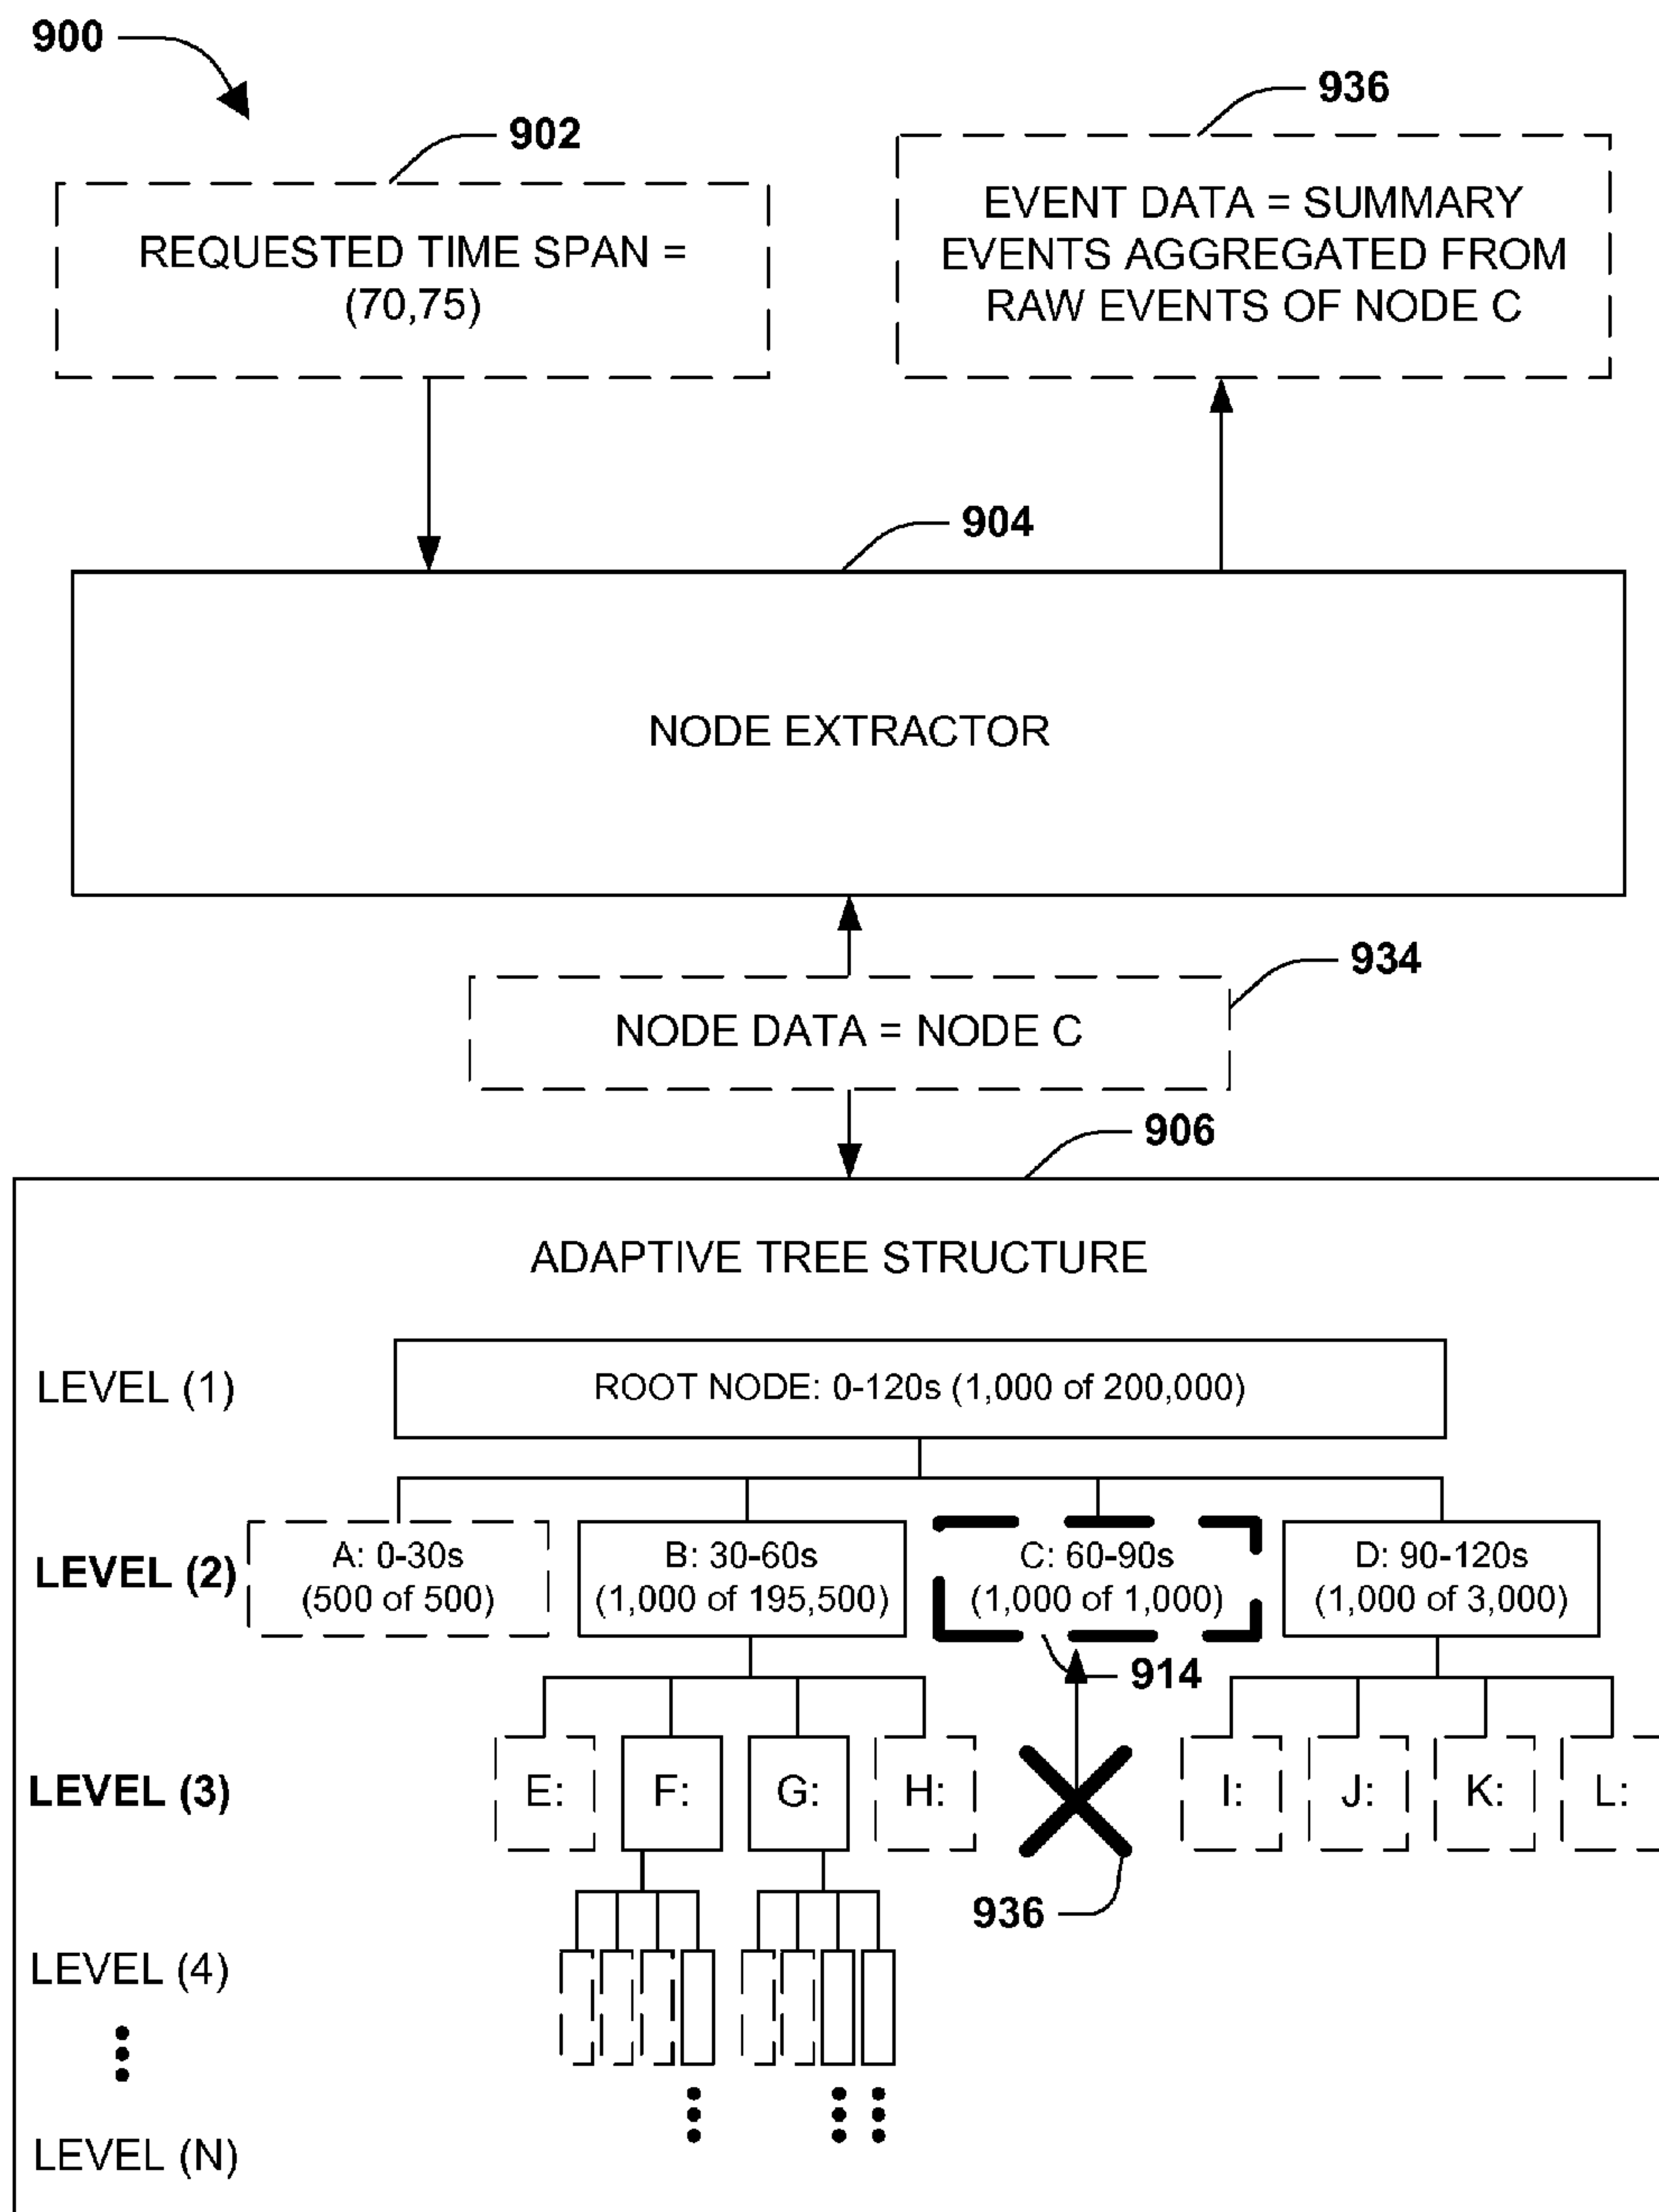 900
902
936
REQUESTED TIME SPAN =
(70,75)
EVENT DATA = SUMMARY
EVENTS AGGREGATED FROM
RAW EVENTS OF NODE C
904
NODE EXTRACTOR
934
NODE DATA = NODE C
906
ADAPTIVE TREE STRUCTURE
LEVEL (1)
ROOT NODE: 0-120s (1,000 of 200,000)
LEVEL (2)
A: 0-30s
(500 of 500)
B: 30-60s
(1,000 of 195,500)
C: 60-90s
(1,000 of 1,000)
D: 90-120s
(1,000 of 3,000)
914
LEVEL (3)
E:
F:
G:
H:
I:
J:
K:
L:
936
LEVEL (4)
LEVEL (N)